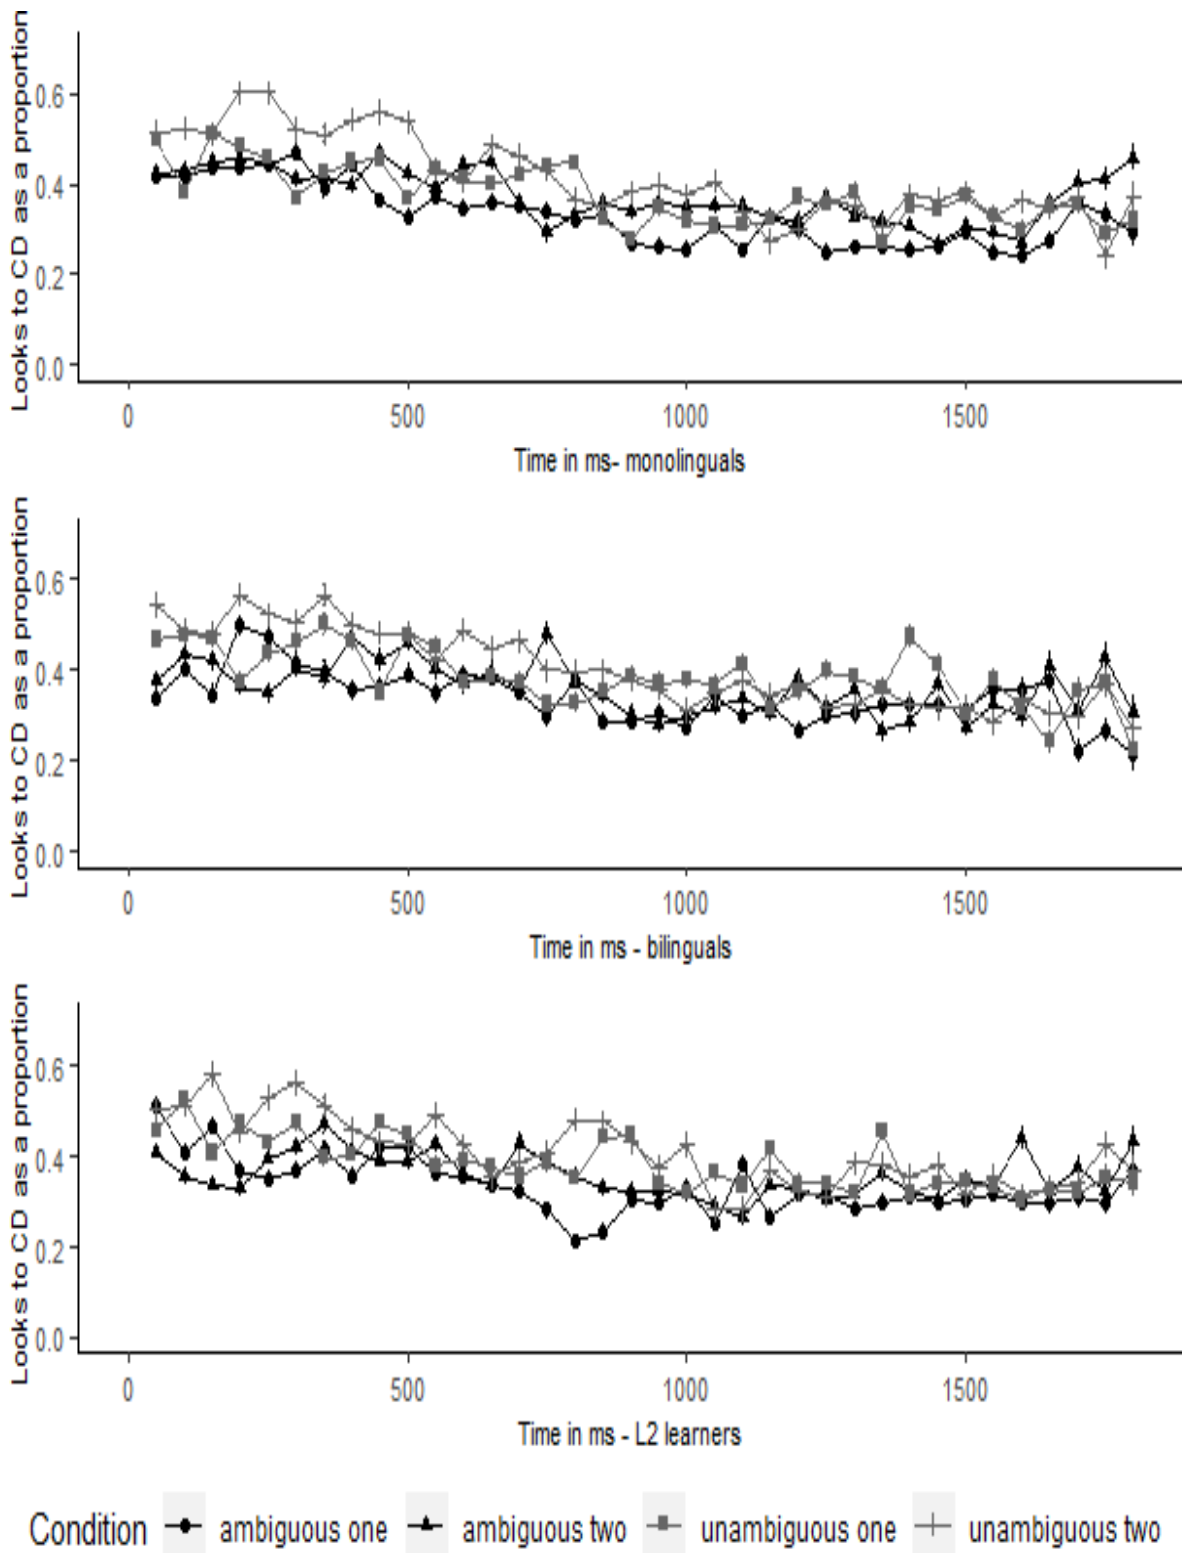 Looks to CD as a proportion
0.6
0.4
0.2
0.0
0 500 1000 1500
Time in ms- monolinguals
Looks to CD as a proportion
0.6
0.4
0.2
0.0
0 500 1000 1500
Time in ms - bilinguals
Looks to CD as a proportion
0.6
0.4
0.2
0.0
0 500 1000 1500
Time in ms - L2 learners
Condition ambiguous one ambiguous two unambiguous one unambiguous two